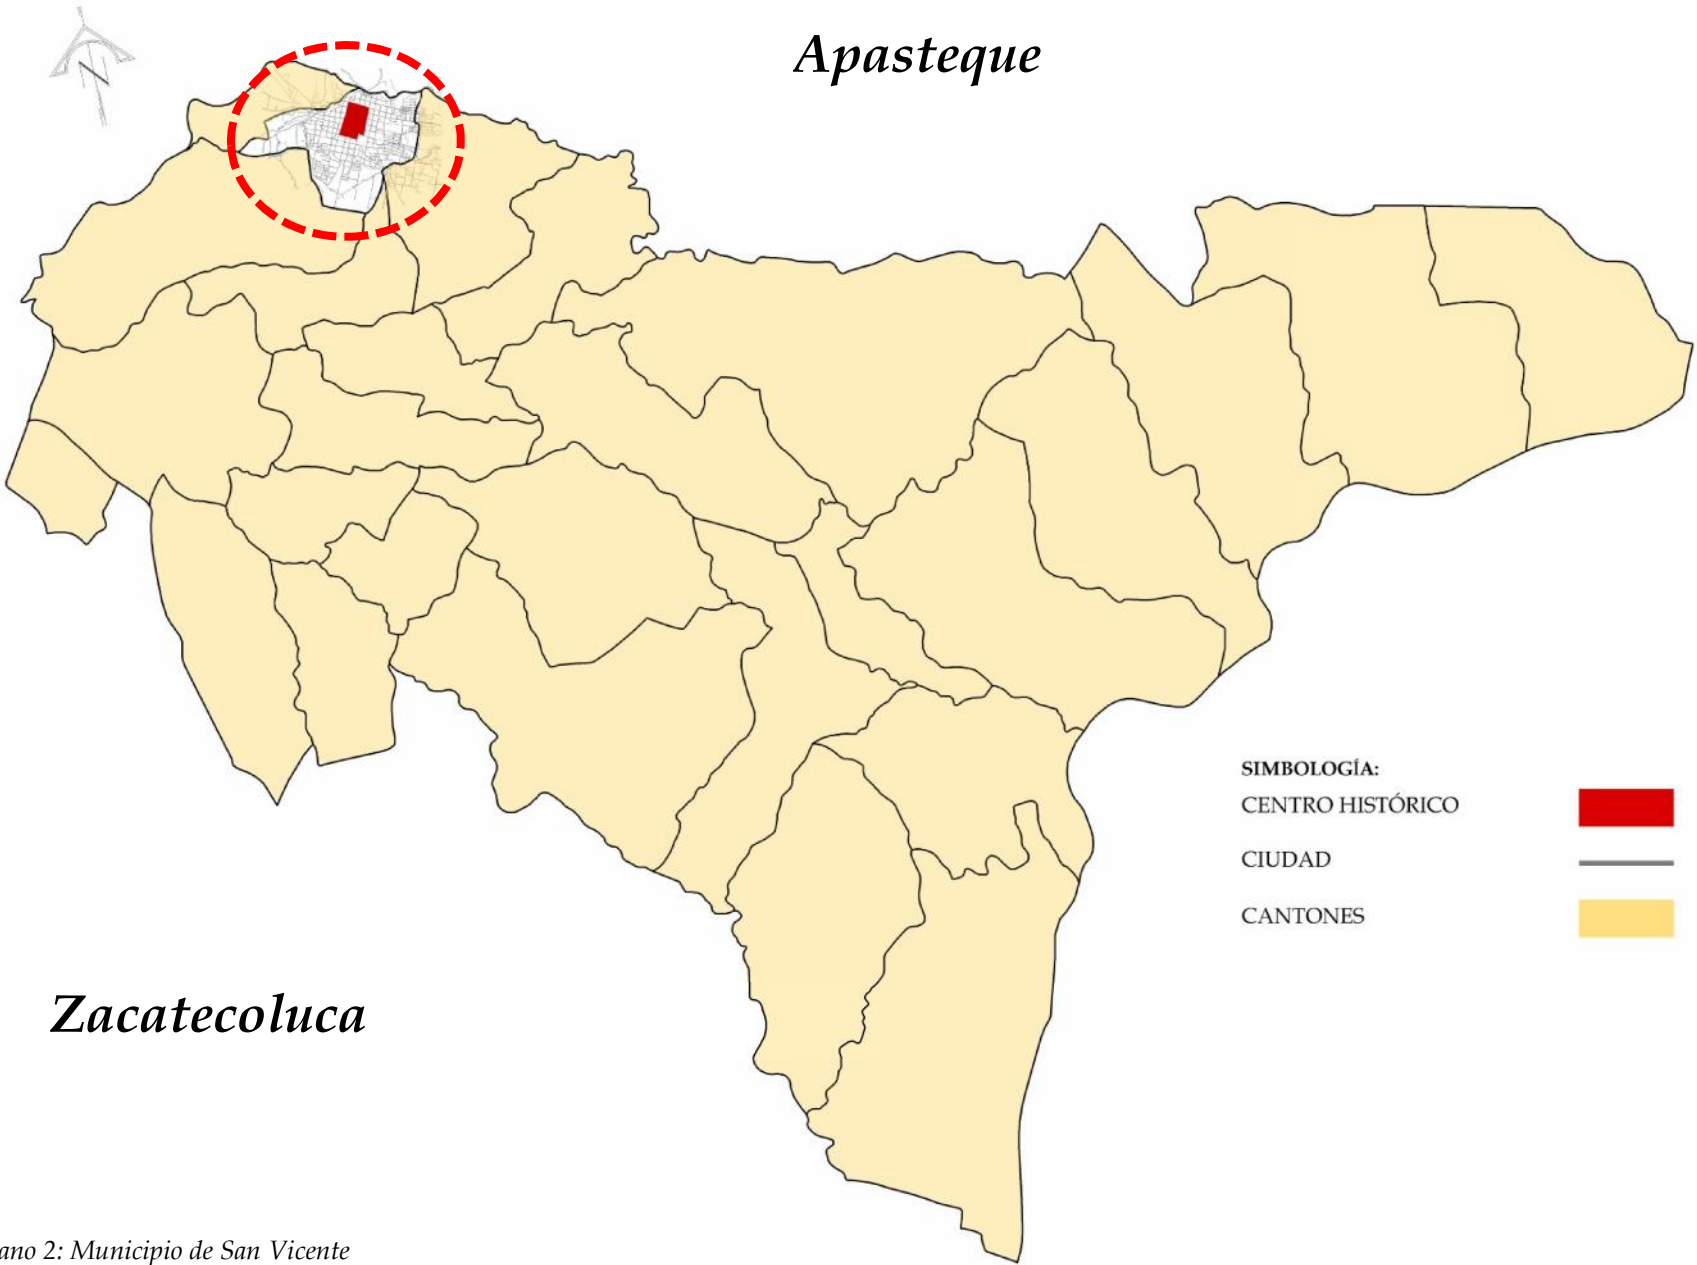 Apasteque
N
SIMBOLOGÍA:
CENTRO HISTÓRICO
CIUDAD
CANTONES
Zacatecoluca
ano 2: Municipio de San Vicente